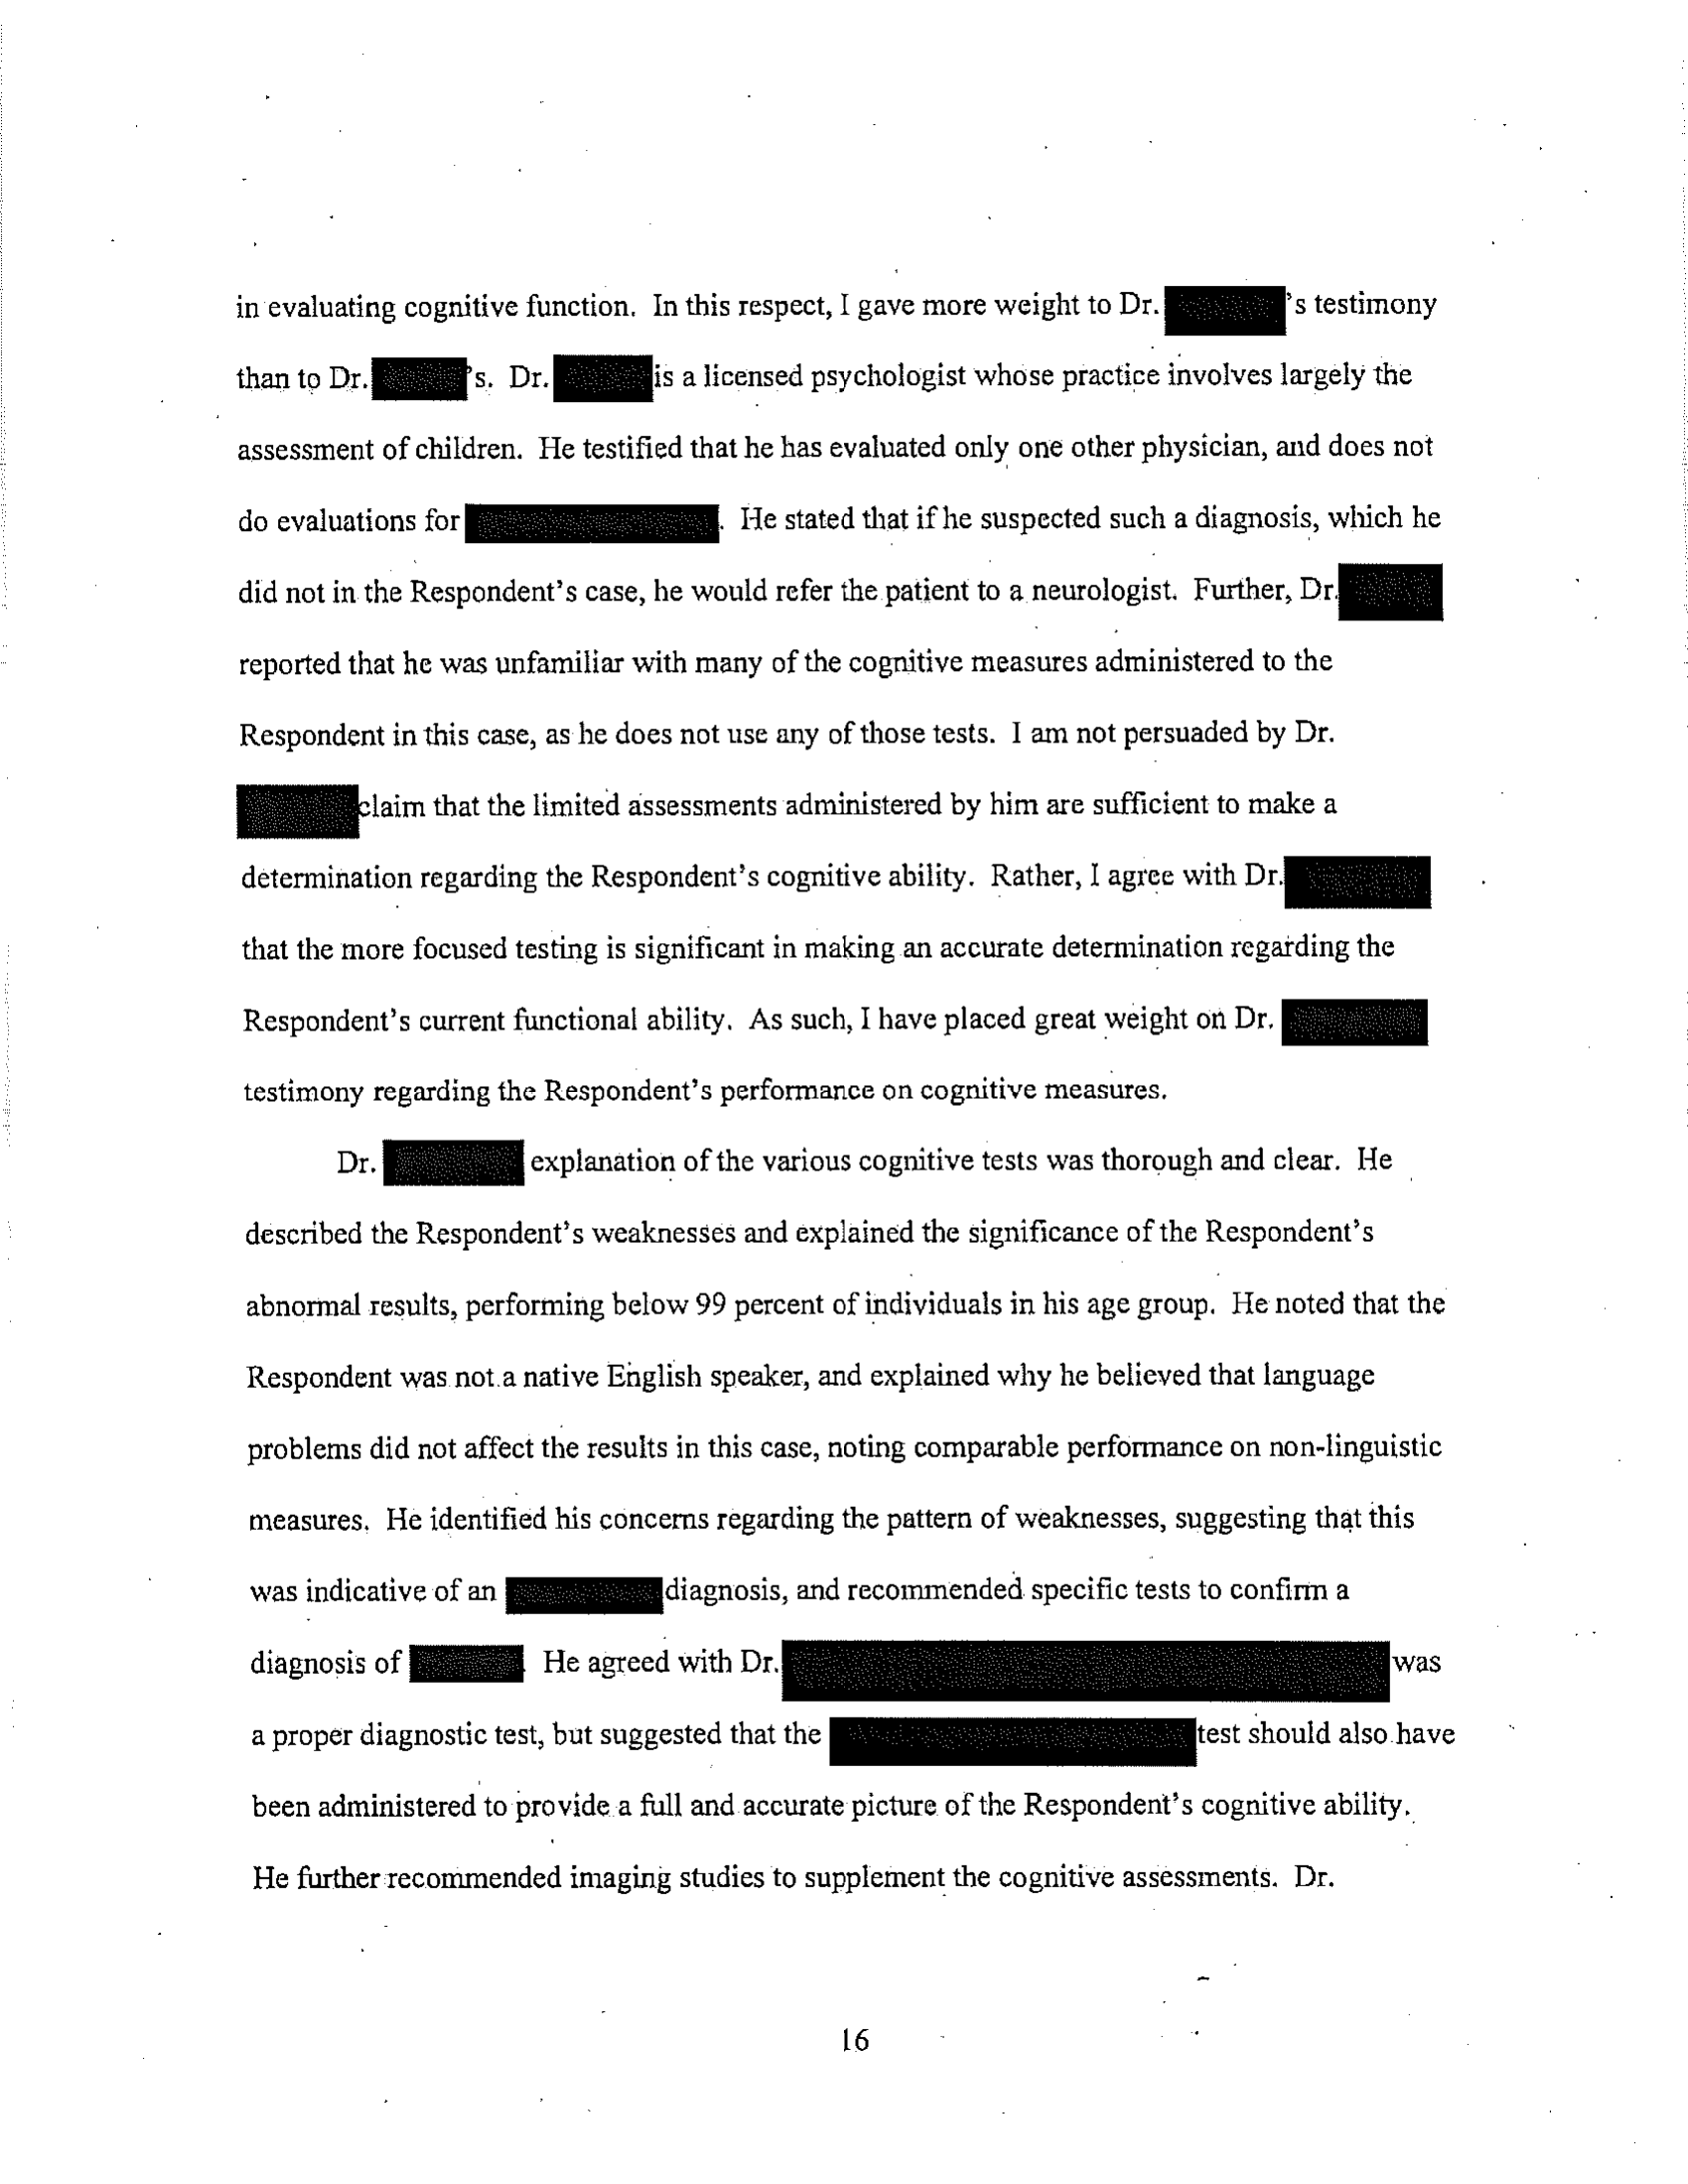 in evaluating cognitive function. In this respect, I gave more weight to Dr. 's testimony
than to Dr. 's. Dr. is a licensed psychologist whose practice involves largely the
assessment of children. He testified that he has evaluated only one other physician, and does not
do evaluations for . He stated that if he suspected such a diagnosis, which he
did not in the Respondent's case, he would refer the patient to a neurologist. Further, Dr.
reported that he was unfamiliar with many of the cognitive measures administered to the
Respondent in this case, as he does not use any of those tests. I am not persuaded by Dr.
claim that the limited assessments administered by him are sufficient to make a
determination regarding the Respondent's cognitive ability. Rather, I agree with Dr.
that the more focused testing is significant in making an accurate determination regarding the
Respondent's current functional ability. As such, I have placed great weight on Dr.
testimony regarding the Respondent's performance on cognitive measures.
Dr. explanation of the various cognitive tests was thorough and clear. He
described the Respondent's weaknesses and explained the significance of the Respondent's
abnormal results, performing below 99 percent of individuals in his age group. He noted that the
Respondent was not a native English speaker, and explained why he believed that language
problems did not affect the results in this case, noting comparable performance on non-linguistic
measures. He identified his concerns regarding the pattern of weaknesses, suggesting that this
was indicative of an diagnosis, and recommended specific tests to confirm a
diagnosis of . He agreed with Dr. was
a proper diagnostic test, but suggested that the test should also have
been administered to provide a full and accurate picture of the Respondent's cognitive ability.
He further recommended imaging studies to supplement the cognitive assessments. Dr.
16